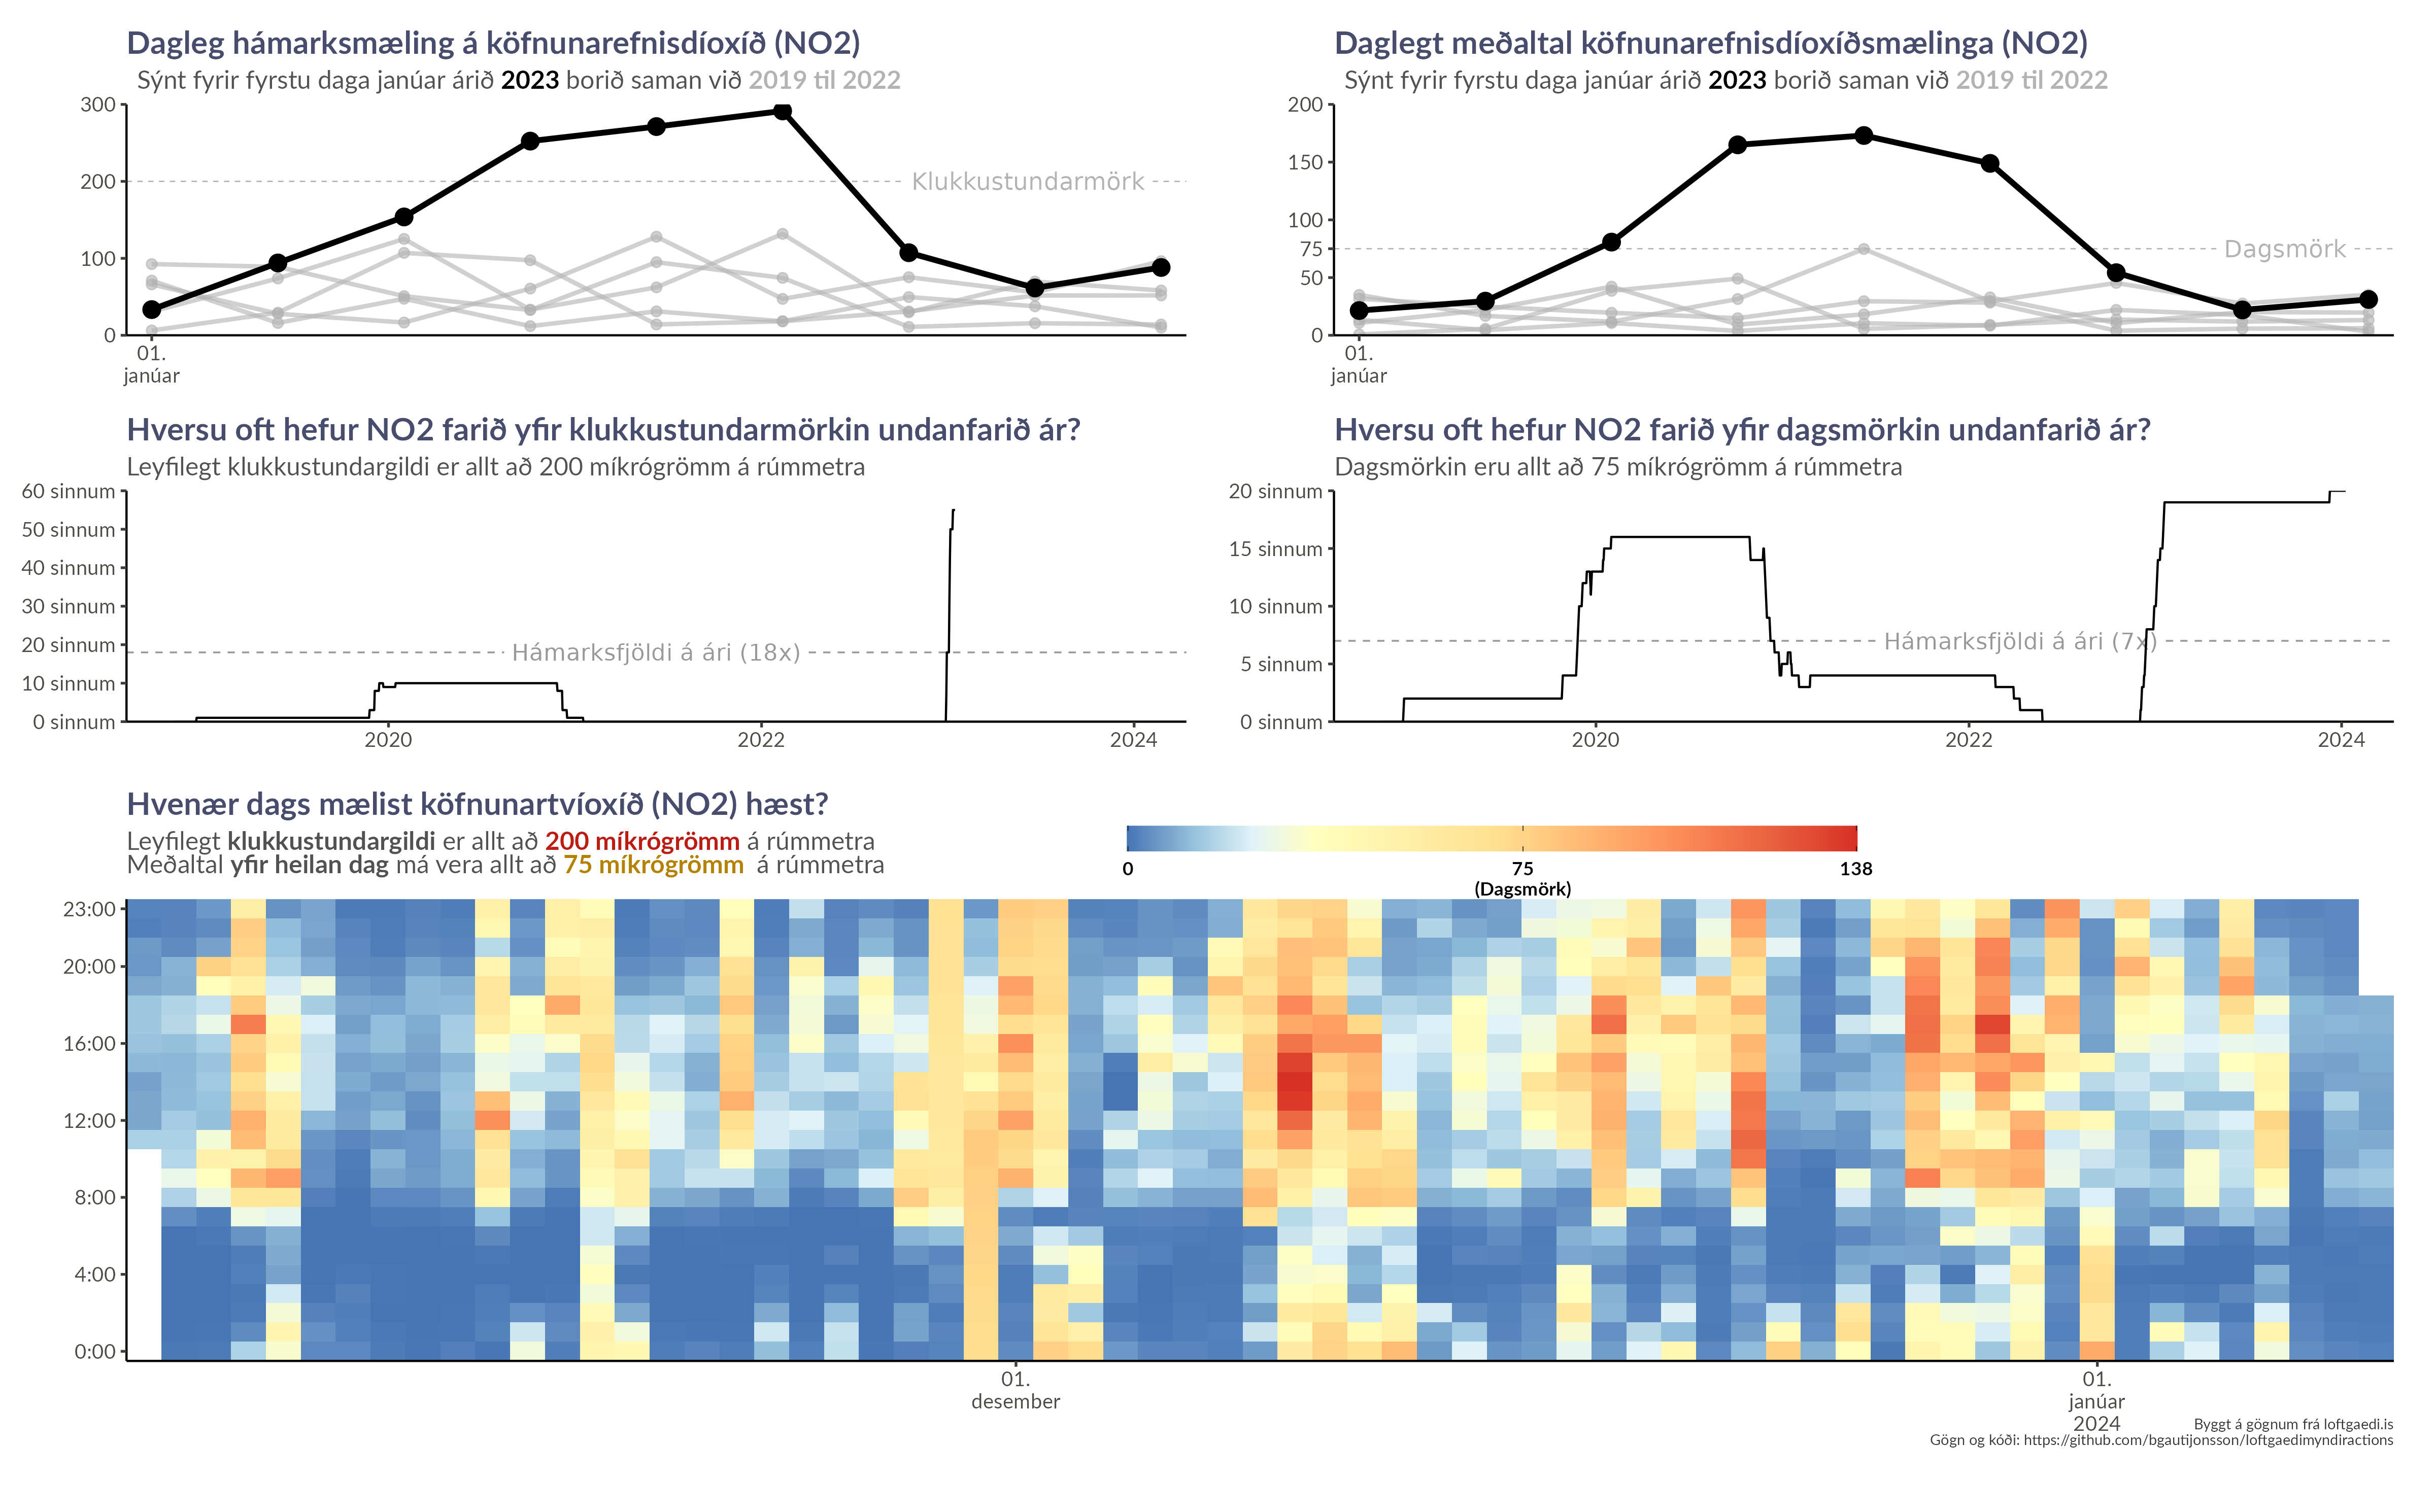 Dagleg hámarksmæling á köfnunarefnisdíoxíð (NO2)
Sýnt fyrir fyrstu daga janúar árið 2023 borið saman við 2019 til 2022
300
200
100
0
Klukkustundarmörk
01.
janúar
Daglegt meðaltal köfnunarefnisdíoxíðsmælinga (NO2)
Sýnt fyrir fyrstu daga janúar árið 2023 borið saman við 2019 til 2022
200
150
100
75
50
0
Dagsmörk
01.
janúar
Hversu oft hefur NO2 farið yfir klukkustundarmörkin undanfarið ár?
Leyfilegt klukkustundargildi er allt að 200 míkrógrömm á rúmmetra
60 sinnum
50 sinnum
40 sinnum
30 sinnum
20 sinnum
10 sinnum
0 sinnum
Hámarksfjöldi á ári (18x)
2020 2022 2024
Hversu oft hefur NO2 farið yfir dagsmörkin undanfarið ár?
Dagsmörkin eru allt að 75 míkrógrömm á rúmmetra
20 sinnum
15 sinnum
10 sinnum
5 sinnum
0 sinnum
Hámarksfjöldi á ári (7x)
2020 2022 2024
Hvenær dags mælist köfnunartvíoxíð (NO2) hæst?
Leyfilegt klukkustundargildi er allt að 200 míkrógrömm á rúmmetra
Meðaltal yfir heilan dag má vera allt að 75 míkrógrömm á rúmmetra
0 75 138
(Dagsmörk)
23:00
20:00
16:00
12:00
8:00
4:00
0:00
01.
desember
01.
janúar
2024
Byggt á gögnum frá loftgaedi.is
Gögn og kóði: https://github.com/bgautijonsson/loftgaedimyndiractions